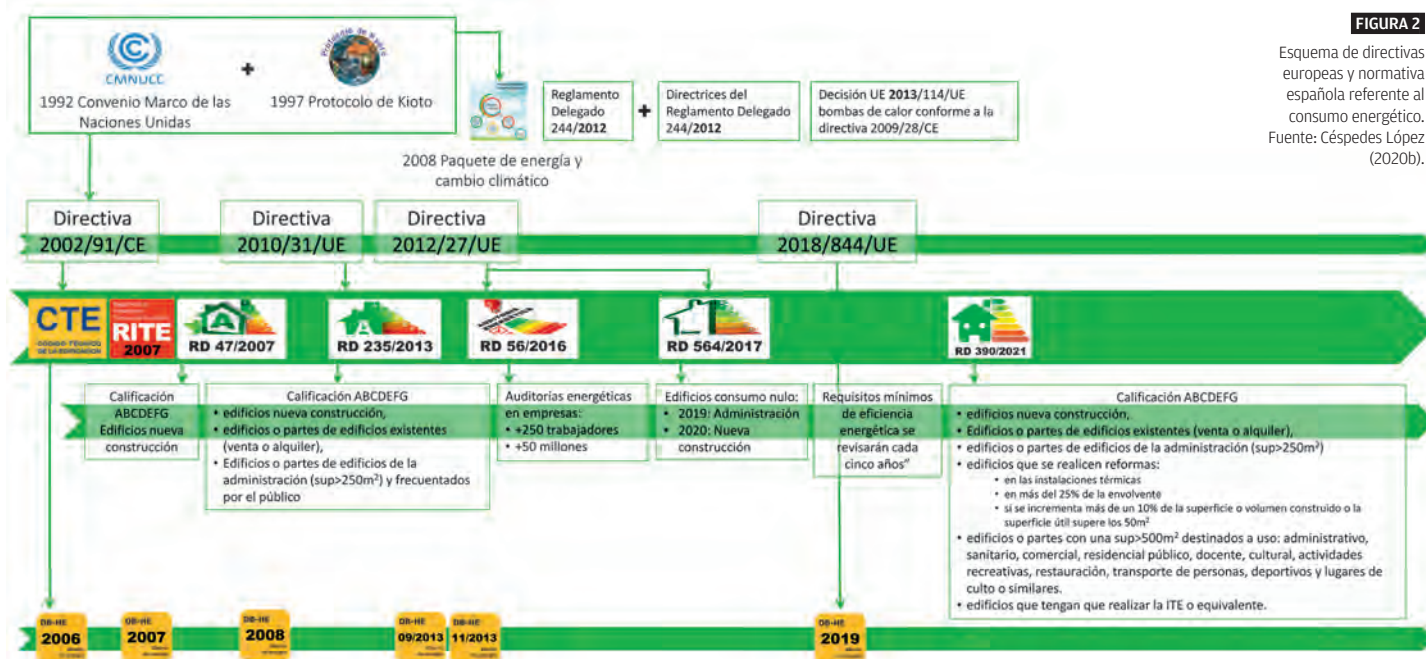 FIGURA 2
Esquema de directivas
europeas y normativa
española referente al
consumo energético.
Fuente: Céspedes López
(2020b).
CMNUCC
1992 Convenio Marco de las
Naciones Unidas
+
Protocolo de Kioto
1997 Protocolo de Kioto
2008 Paquete de energía y
cambio climático
Reglamento
Delegado
244/2012
+
Directrices del
Reglamento Delegado
244/2012
Decisión UE 2013/114/UE
bombas de calor conforme a la
directiva 2009/28/CE
Directiva
2002/91/CE
Directiva
2010/31/UE
Directiva
2012/27/UE
Directiva
2018/844/UE
CTE
CÓDIGO TÉCNICO
DE LA EDIFICACIÓN
RITE
2007
A
RD 47/2007
A
RD 235/2013
RD 56/2016
RD 564/2017
RD 390/2021
Calificación
ABCDEFG
Edificios nueva
construcción
Calificación ABCDEFG
• edificios nueva construcción,
• edificios o partes de edificios existentes
(venta o alquiler),
• Edificios o partes de edificios de la
administración (sup>250m²) y frecuentados
por el público
Auditorías energéticas
en empresas:
• +250 trabajadores
• +50 millones
Edificios consumo nulo:
• 2019: Administración
• 2020: Nueva
construcción
Requisitos mínimos
de eficiencia
energética se
revisarán cada
cinco años"
Calificación ABCDEFG
• edificios nueva construcción,
• Edificios o partes de edificios existentes (venta o alquiler),
• edificios o partes de edificios de la administración (sup>250m²)
• edificios que se realicen reformas:
• en las instalaciones térmicas
• en más del 25% de la envolvente
• si se incrementa más de un 10% de la superficie o volumen construido o la
superficie útil supere los 50m²
• edificios o partes con una sup>500m² destinados a uso: administrativo,
sanitario, comercial, residencial público, docente, cultural, actividades
recreativas, restauración, transporte de personas, deportivos y lugares de
culto o similares.
• edificios que tengan que realizar la ITE o equivalente.
DB-HE
2006
DB-HE
2007
DB-HE
2008
DB-HE
09/2013
DB-HE
11/2013
DB-HE
2019